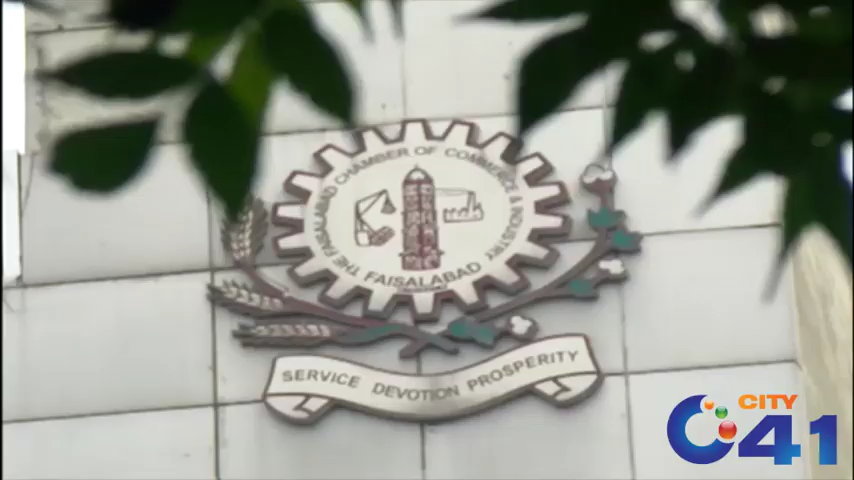 THE FAISALABAD CHAMBER OF COMMERCE & INDUSTRY
FAISALABAD
SERVICE DEVOTION PROSPERITY
CITY
41